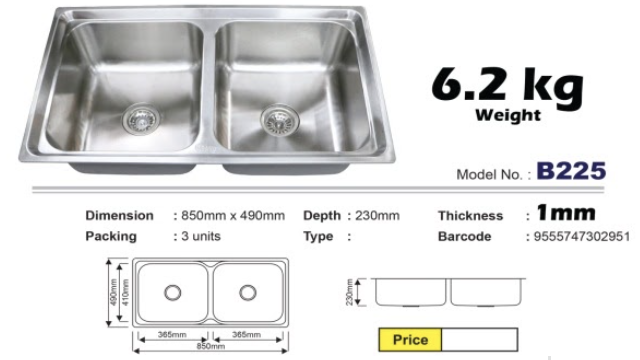 6.2 kg
Weight
Model No. : B225
Dimension : 850mm x 490mm Depth : 230mm Thickness : 1mm
Packing : 3 units Type : Barcode : 9555747302951
490mm
410mm
365mm 365mm
850mm
230mm
Price